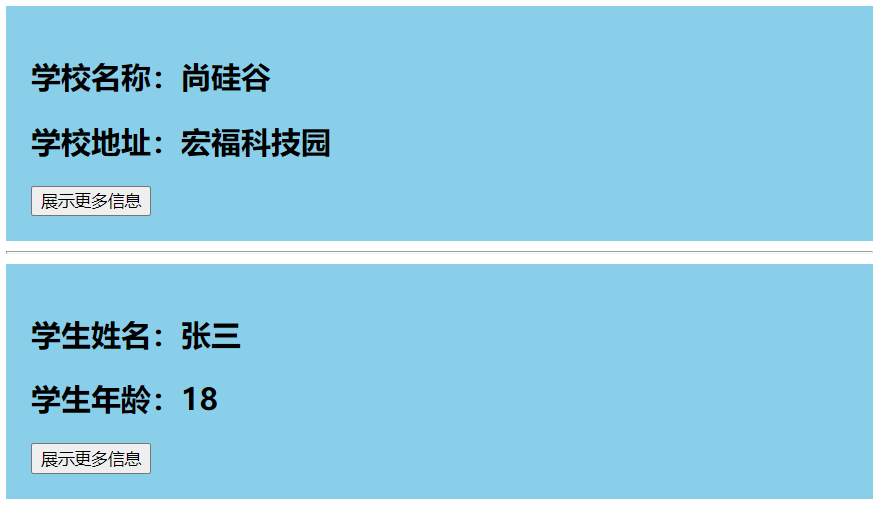 学校名称：尚硅谷
学校地址：宏福科技园
展示更多信息
学生姓名：张三
学生年龄：18
展示更多信息